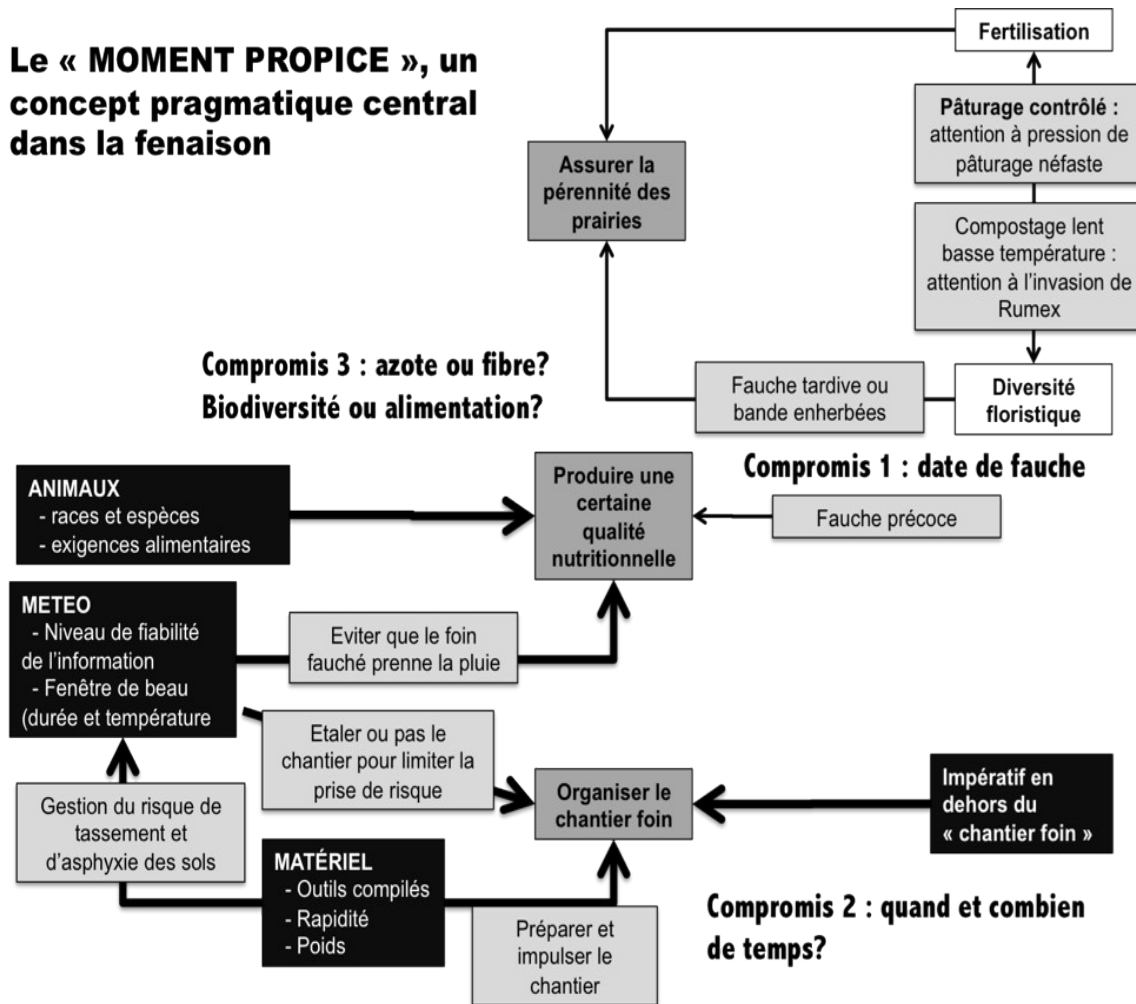 Le « MOMENT PROPICE », un
concept pragmatique central
dans la fenaison
Fertilisation
Pâturage contrôlé :
attention à pression de
pâturage néfaste
Assurer la
pérennité des
prairies
Compostage lent
basse température :
attention à l'invasion de
Rumex
Compromis 3 : azote ou fibre?
Biodiversité ou alimentation?
Fauche tardive ou
bande enherbées
Diversité
floristique
Compromis 1 : date de fauche
ANIMAUX
- races et espèces
- exigences alimentaires
Produire une
certaine
qualité
nutritionnelle
Fauche précoce
METEO
- Niveau de fiabilité
de l'information
- Fenêtre de beau
(durée et température
Eviter que le foin
fauché prenne la pluie
Etaler ou pas le
chantier pour limiter la
prise de risque
Organiser le
chantier foin
Impératif en
dehors du
« chantier foin »
Gestion du risque de
tassement et
d'asphyxie des sols
MATÉRIEL
- Outils compilés
- Rapidité
- Poids
Préparer et
impulser le
chantier
Compromis 2 : quand et combien
de temps?